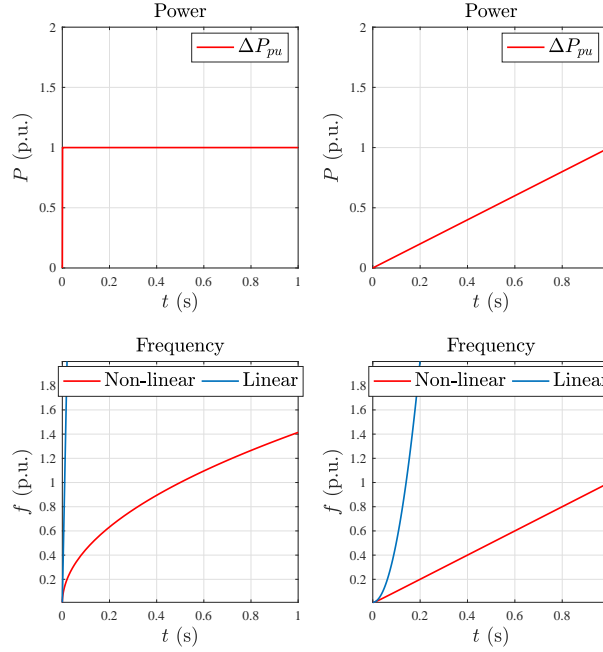 Power
2
1.5
1
0.5
0
P (p.u.)
ΔP_pu
0 0.2 0.4 0.6 0.8 1
t (s)
Power
2
1.5
1
0.5
0
P (p.u.)
ΔP_pu
0 0.2 0.4 0.6 0.8
t (s)
Frequency
Non-linear Linear
1.8
1.6
1.4
1.2
1
0.8
0.6
0.4
0.2
f (p.u.)
0 0.2 0.4 0.6 0.8 1
t (s)
Frequency
Non-linear Linear
1.8
1.6
1.4
1.2
1
0.8
0.6
0.4
0.2
f (p.u.)
0 0.2 0.4 0.6 0.8
t (s)